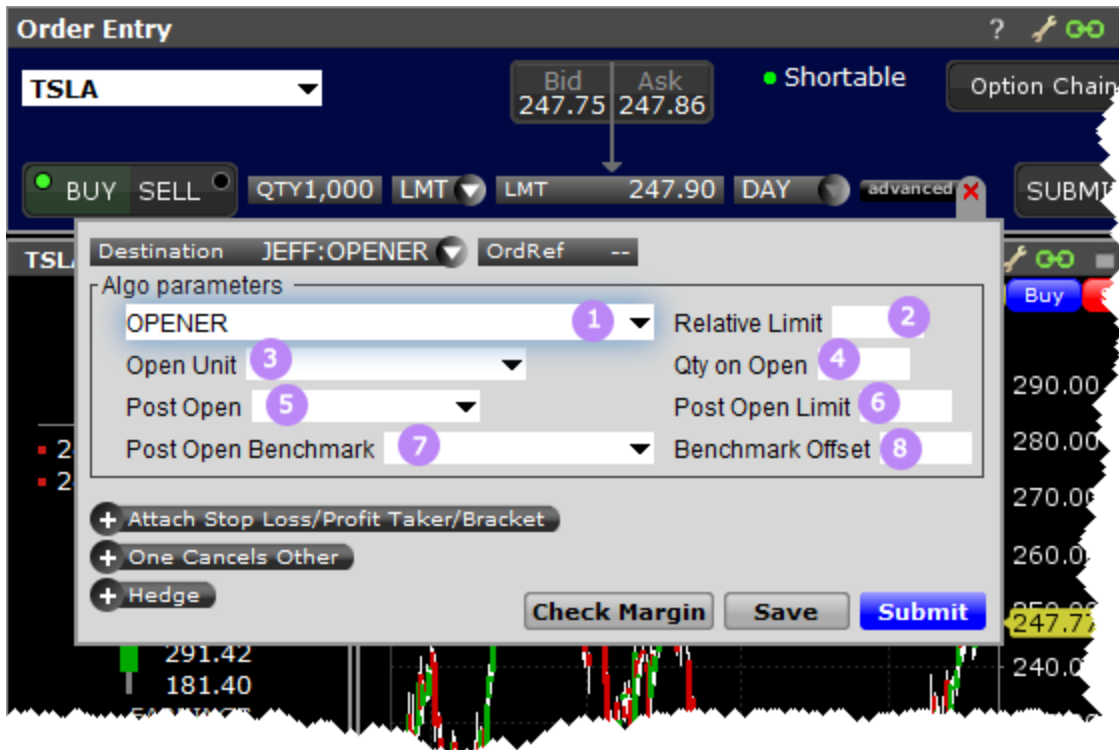 Order Entry ?
TSLA Bid Ask Shortable Option Chain
247.75 247.86
BUY SELL QTY1,000 LMT LMT 247.90 DAY advanced SUBMI
TSL
Destination JEFF:OPENER OrdRef --
Algo parameters
Buy
OPENER 1 Relative Limit 2
Open Unit 3 Qty on Open 4
290.00
Post Open 5 Post Open Limit 6
Post Open Benchmark 7 Benchmark Offset 8
280.00
270.00
+ Attach Stop Loss/Profit Taker/Bracket
+ One Cancels Other
260.0
+ Hedge
Check Margin Save Submit
247.77
291.42
240.0
181.40